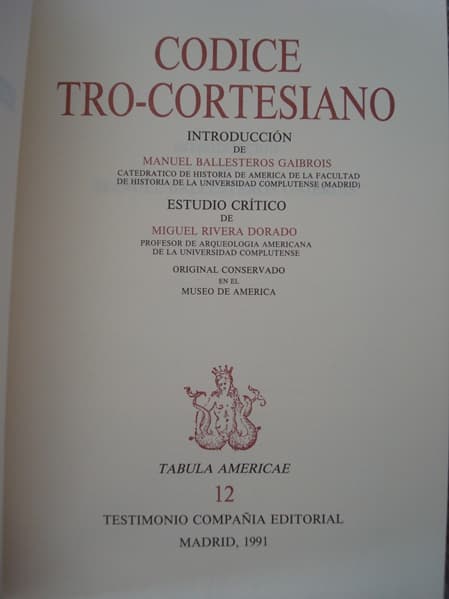 CODICE
TRO-CORTESIANO
INTRODUCCIÓN
DE
MANUEL BALLESTEROS GAIBROIS
CATEDRATICO DE HISTORIA DE AMERICA DE LA FACULTAD
DE HISTORIA DE LA UNIVERSIDAD COMPLUTENSE (MADRID)
ESTUDIO CRÍTICO
DE
MIGUEL RIVERA DORADO
PROFESOR DE ARQUEOLOGIA AMERICANA
DE LA UNIVERSIDAD COMPLUTENSE
ORIGINAL CONSERVADO
EN EL
MUSEO DE AMERICA
TABULA AMERICAE
12
TESTIMONIO COMPAÑIA EDITORIAL
MADRID, 1991